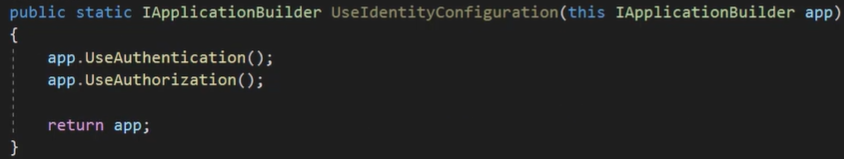 public static IApplicationBuilder UseIdentityConfiguration(this IApplicationBuilder app)
{
    app.UseAuthentication();
    app.UseAuthorization();

    return app;
}